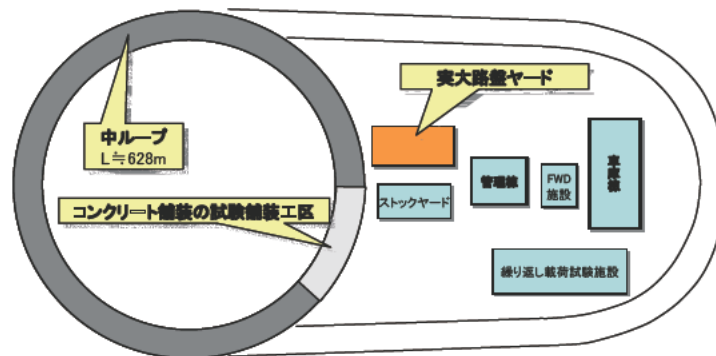 実大路盤ヤード
中ループ
L≒628m
管理棟
FWD
施設
車庫棟
ストックヤード
コンクリート舗装の試験舗装工区
繰り返し載荷試験施設